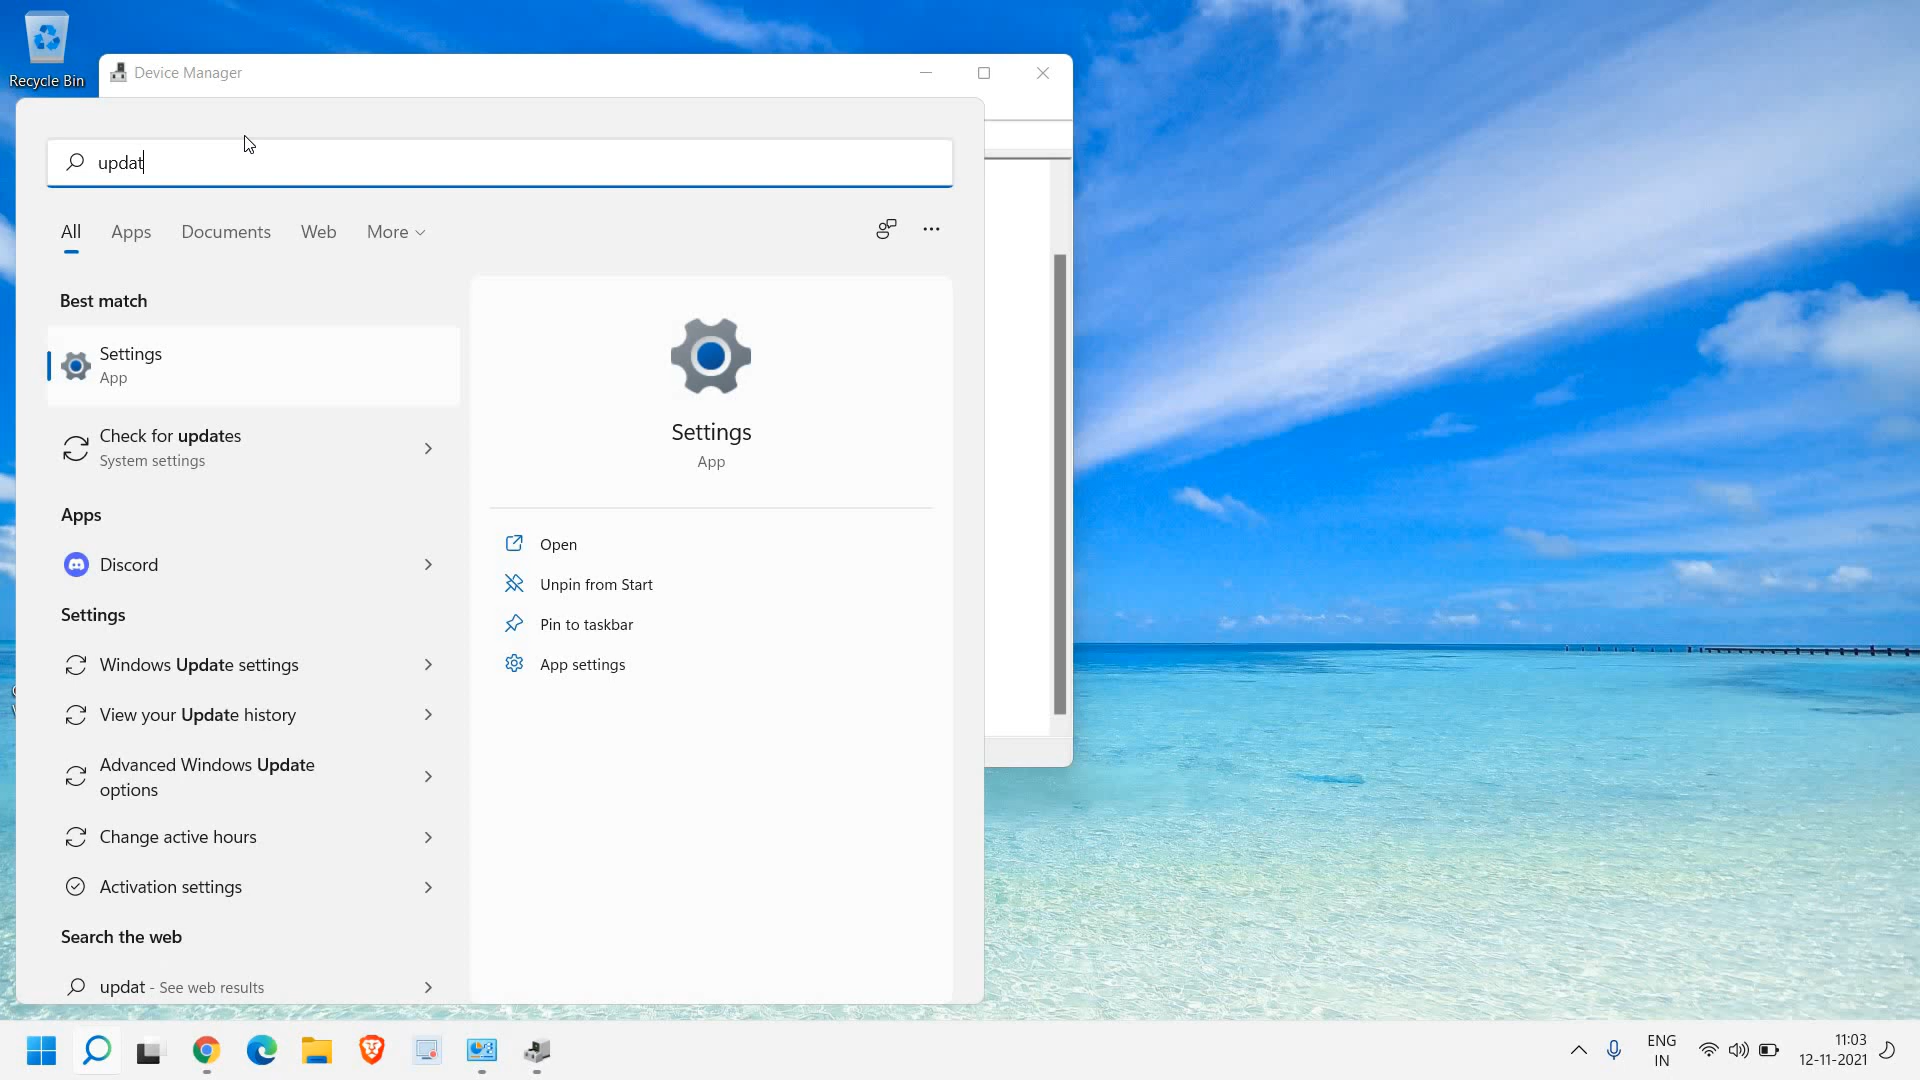 Recycle Bin
Device Manager
updat
All Apps Documents Web More
Best match
Settings
App
Check for updates
System settings
Apps
Discord
Settings
Windows Update settings
View your Update history
Advanced Windows Update
options
Change active hours
Activation settings
Search the web
updat - See web results
Settings
App
Open
Unpin from Start
Pin to taskbar
App settings
ENG
IN
11:03
12-11-2021